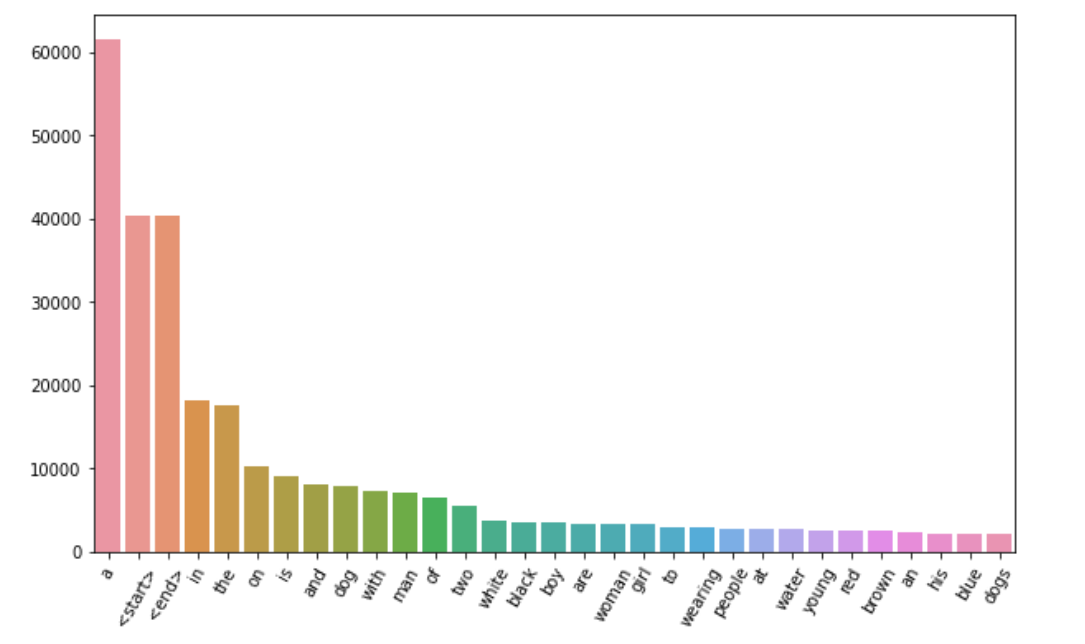 60000
50000
40000
30000
20000
10000
0
a
<start>
<end>
in
the
on
is
and
dog
with
man
of
two
white
black
boy
are
woman
girl
to
wearing
people
at
water
young
red
brown
an
his
blue
dogs